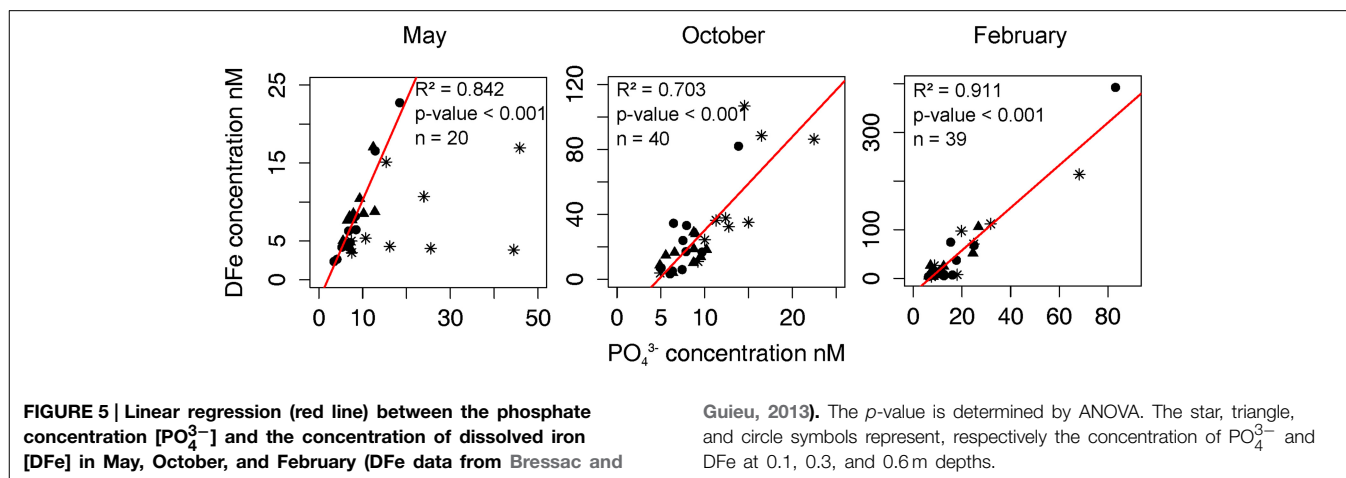 May
October
February
DFe concentration nM
25
15
5
0
R² = 0.842
p-value < 0.001
n = 20
0 10 20 30 40 50
120
80
40
0
R² = 0.703
p-value < 0.001
n = 40
0 5 10 15 20
300
100
0
R² = 0.911
p-value < 0.001
n = 39
0 20 40 60 80
PO₄³⁻ concentration nM
FIGURE 5 | Linear regression (red line) between the phosphate
concentration [PO₄³⁻] and the concentration of dissolved iron
[DFe] in May, October, and February (DFe data from Bressac and
Guieu, 2013). The p-value is determined by ANOVA. The star, triangle,
and circle symbols represent, respectively the concentration of PO₄³⁻ and
DFe at 0.1, 0.3, and 0.6 m depths.